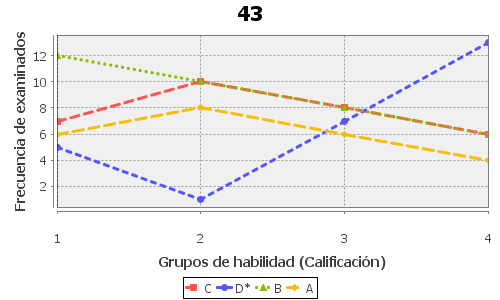 43
Frecuencia de examinados
12
10
8
6
4
2
1 2 3 4
Grupos de habilidad (Calificación)
C D* B A